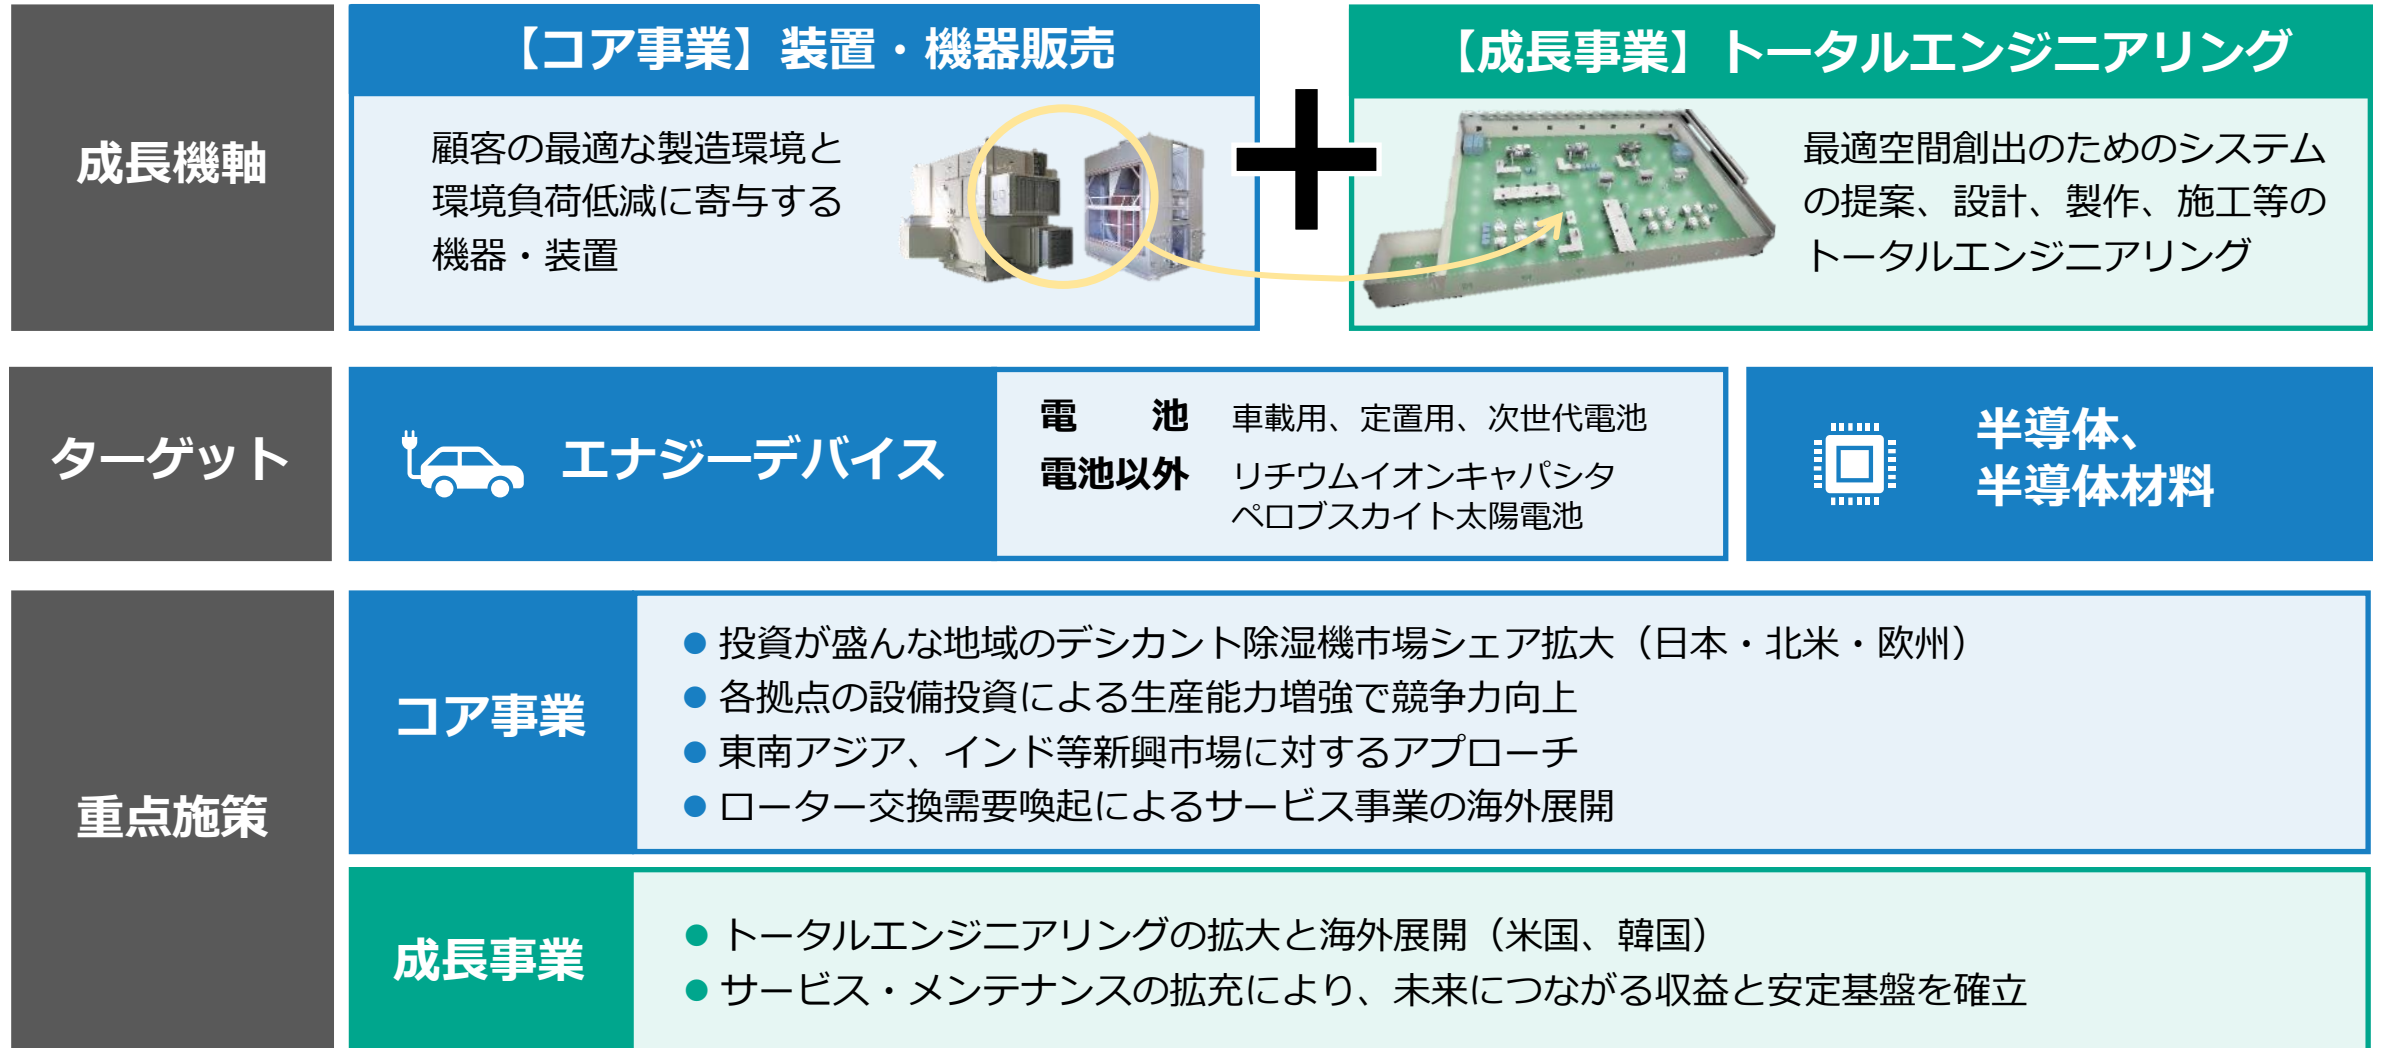 成長機軸
【コア事業】装置・機器販売
顧客の最適な製造環境と
環境負荷低減に寄与する
機器・装置
【成長事業】トータルエンジニアリング
最適空間創出のためのシステム
の提案、設計、製作、施工等の
トータルエンジニアリング
ターゲット
エナジーデバイス
電　池　車載用、定置用、次世代電池
電池以外　リチウムイオンキャパシタ
ペロブスカイト太陽電池
半導体、
半導体材料
重点施策
コア事業
● 投資が盛んな地域のデシカント除湿機市場シェア拡大（日本・北米・欧州）
● 各拠点の設備投資による生産能力増強で競争力向上
● 東南アジア、インド等新興市場に対するアプローチ
● ローター交換需要喚起によるサービス事業の海外展開
成長事業
● トータルエンジニアリングの拡大と海外展開（米国、韓国）
● サービス・メンテナンスの拡充により、未来につながる収益と安定基盤を確立